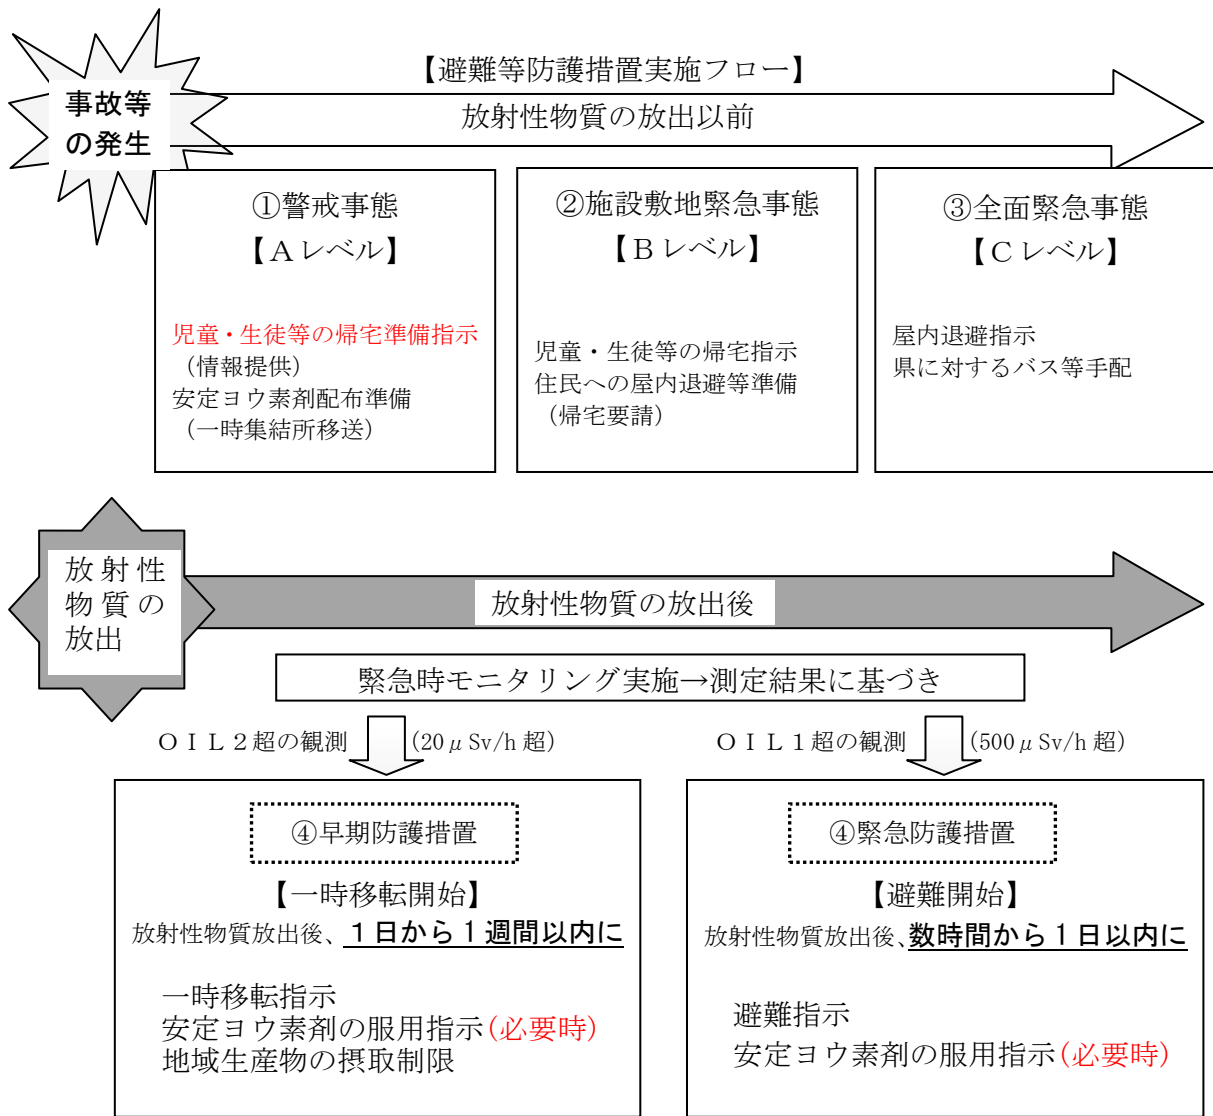 【避難等防護措置実施フロー】
事故等
の発生
放射性物質の放出以前
①警戒事態
【Aレベル】
児童・生徒等の帰宅準備指示
（情報提供）
安定ヨウ素剤配布準備
（一時集結所移送）
②施設敷地緊急事態
【Bレベル】
児童・生徒等の帰宅指示
住民への屋内退避等準備
（帰宅要請）
③全面緊急事態
【Cレベル】
屋内退避指示
県に対するバス等手配
放射性
物質の
放出
放射性物質の放出後
緊急時モニタリング実施→測定結果に基づき
ＯＩＬ２超の観測 (20μSv/h超)
ＯＩＬ１超の観測 (500μSv/h超)
④早期防護措置
【一時移転開始】
放射性物質放出後、１日から１週間以内に
一時移転指示
安定ヨウ素剤の服用指示(必要時)
地域生産物の摂取制限
④緊急防護措置
【避難開始】
放射性物質放出後、数時間から１日以内に
避難指示
安定ヨウ素剤の服用指示(必要時)